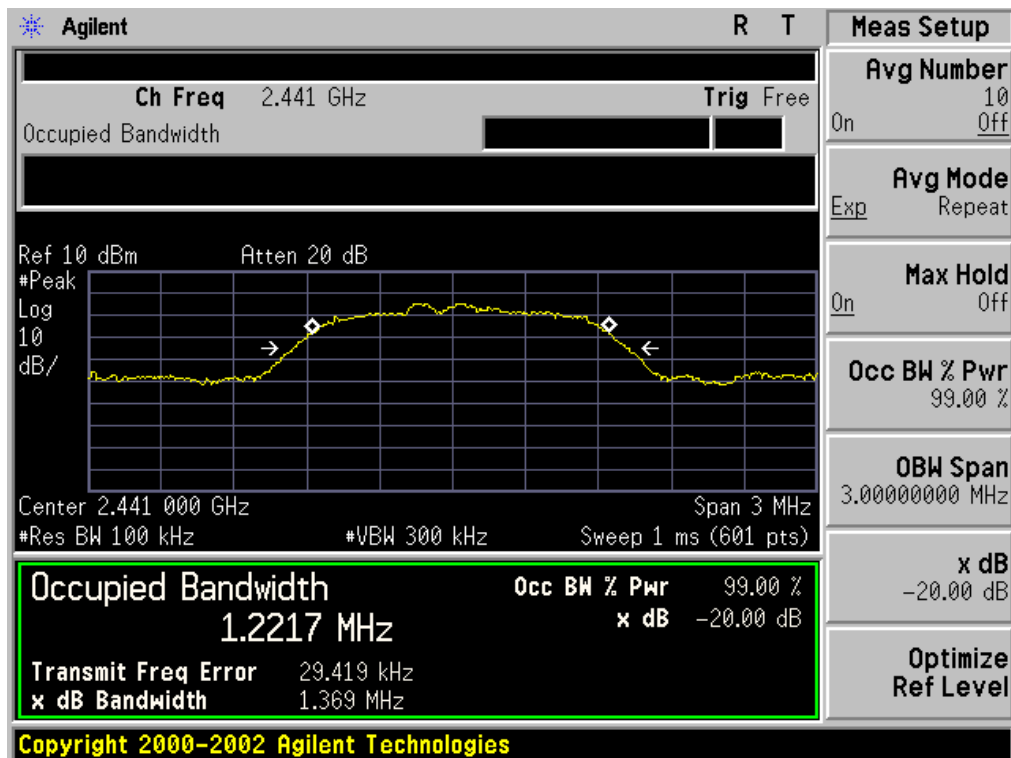 Agilent R T
Ch Freq 2.441 GHz Trig Free
Occupied Bandwidth
Ref 10 dBm Atten 20 dB
#Peak
Log
10
dB/
Center 2.441 000 GHz Span 3 MHz
#Res BW 100 kHz #VBW 300 kHz Sweep 1 ms (601 pts)
Occupied Bandwidth Occ BW % Pwr 99.00 %
1.2217 MHz x dB -20.00 dB
Transmit Freq Error 29.419 kHz
x dB Bandwidth 1.369 MHz
Copyright 2000-2002 Agilent Technologies
Meas Setup
Avg Number
10
On Off
Avg Mode
Exp Repeat
Max Hold
On Off
Occ BW % Pwr
99.00 %
OBW Span
3.00000000 MHz
x dB
-20.00 dB
Optimize
Ref Level